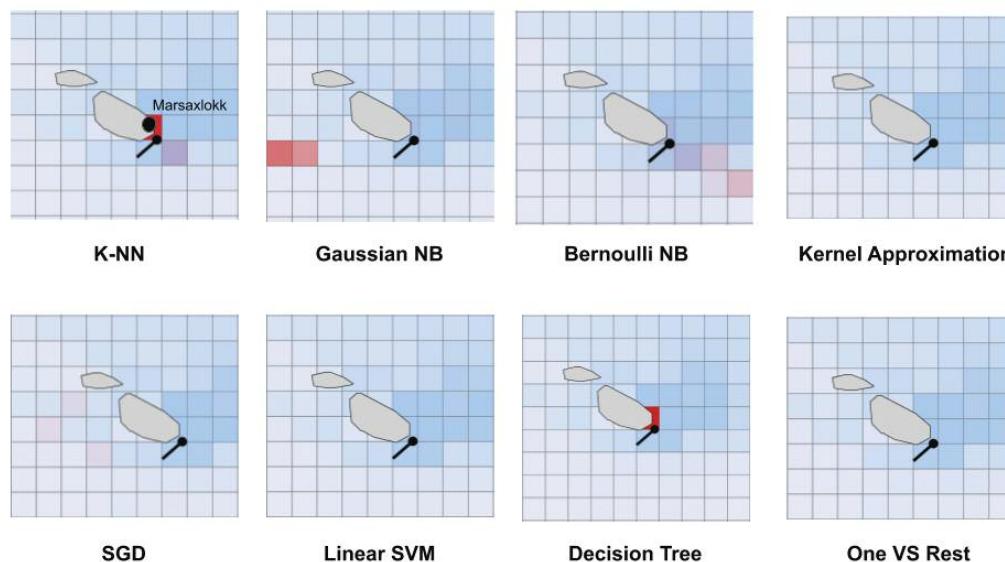 Marsaxlokk
K-NN
Gaussian NB
Bernoulli NB
Kernel Approximation
SGD
Linear SVM
Decision Tree
One VS Rest